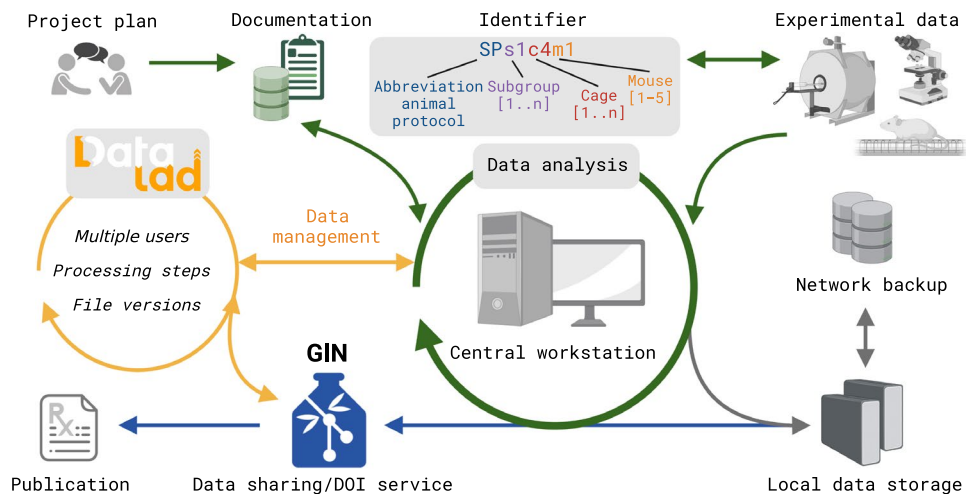 Project plan
Documentation
Identifier
Experimental data
SPs1c4m1
Abbreviation
animal
protocol
Subgroup
[1..n]
Cage
[1..n]
Mouse
[1-5]
Datalad
Data analysis
Multiple users
Processing steps
File versions
Data
management
Network backup
Central workstation
GIN
Rx
Publication
Data sharing/DOI service
Local data storage